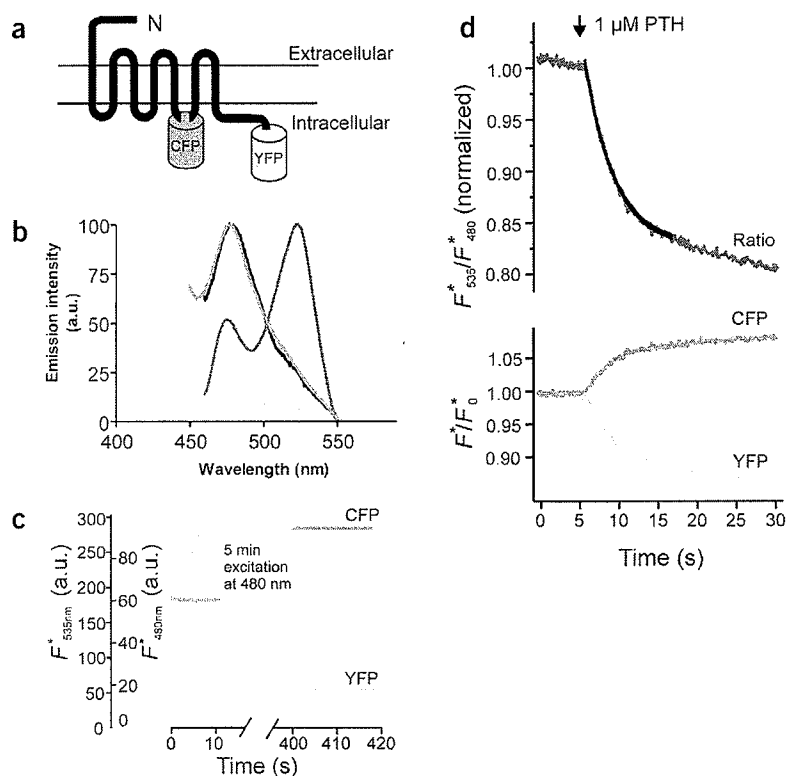 a
N
Extracellular
Intracellular
CFP
YFP
b
Emission intensity
(a.u.)
100
75
50
25
0
400
450
500
550
Wavelength (nm)
c
F*535nm (a.u.)
F*480nm (a.u.)
300
250
200
150
100
50
0
80
60
40
20
0
5 min
excitation
at 480 nm
CFP
YFP
0
10
400
410
420
Time (s)
d
1 µM PTH
F*535/F*480 (normalized)
1.00
0.95
0.90
0.85
0.80
Ratio
F*/F*0
1.05
1.00
0.95
0.90
CFP
YFP
0
5
10
15
20
25
30
Time (s)